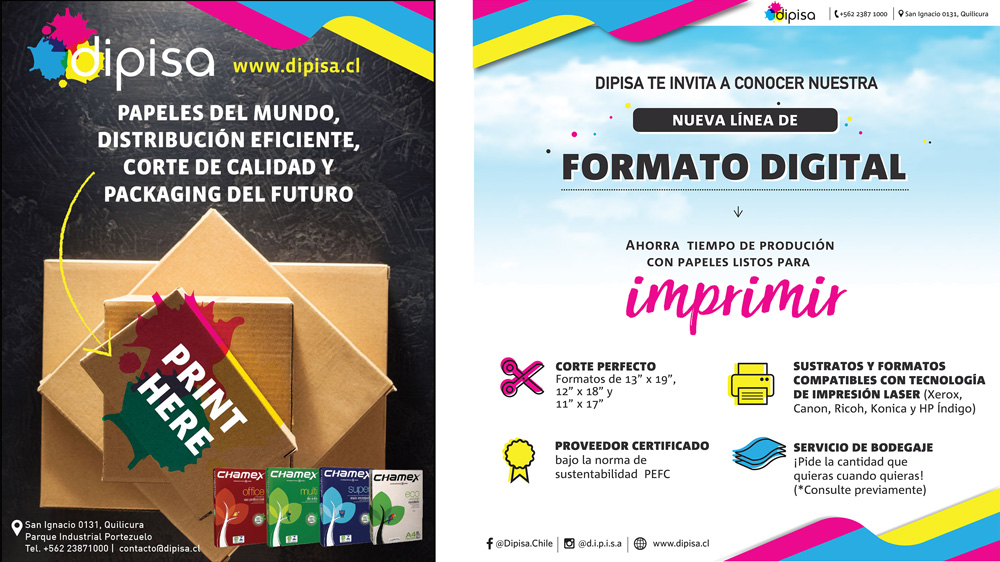 dipisa
www.dipisa.cl
PAPELES DEL MUNDO,
DISTRIBUCIÓN EFICIENTE,
CORTE DE CALIDAD Y
PACKAGING DEL FUTURO
PRINT
HERE
CHAMEX CHAMEX CHAMEX CHAMEX
office multi super eco
A4
San Ignacio 0131, Quilicura
Parque Industrial Portezuelo
Tel. +562 23871000 | contacto@dipisa.cl
dipisa | +562 2387 1000 | San Ignacio 0131, Quilicura
DIPISA TE INVITA A CONOCER NUESTRA
NUEVA LÍNEA DE
FORMATO DIGITAL
AHORRA TIEMPO DE PRODUCIÓN
CON PAPELES LISTOS PARA
imprimir
CORTE PERFECTO
Formatos de 13” x 19”,
12” x 18” y
11” x 17”
SUSTRATOS Y FORMATOS
COMPATIBLES CON TECNOLOGÍA
DE IMPRESIÓN LASER (Xerox,
Canon, Ricoh, Konica y HP Índigo)
PROVEEDOR CERTIFICADO
bajo la norma de
sustentabilidad PEFC
SERVICIO DE BODEGAJE
¡Pide la cantidad que
quieras cuando quieras!
(*Consulte previamente)
@Dipisa.Chile | @d.i.p.i.s.a | www.dipisa.cl